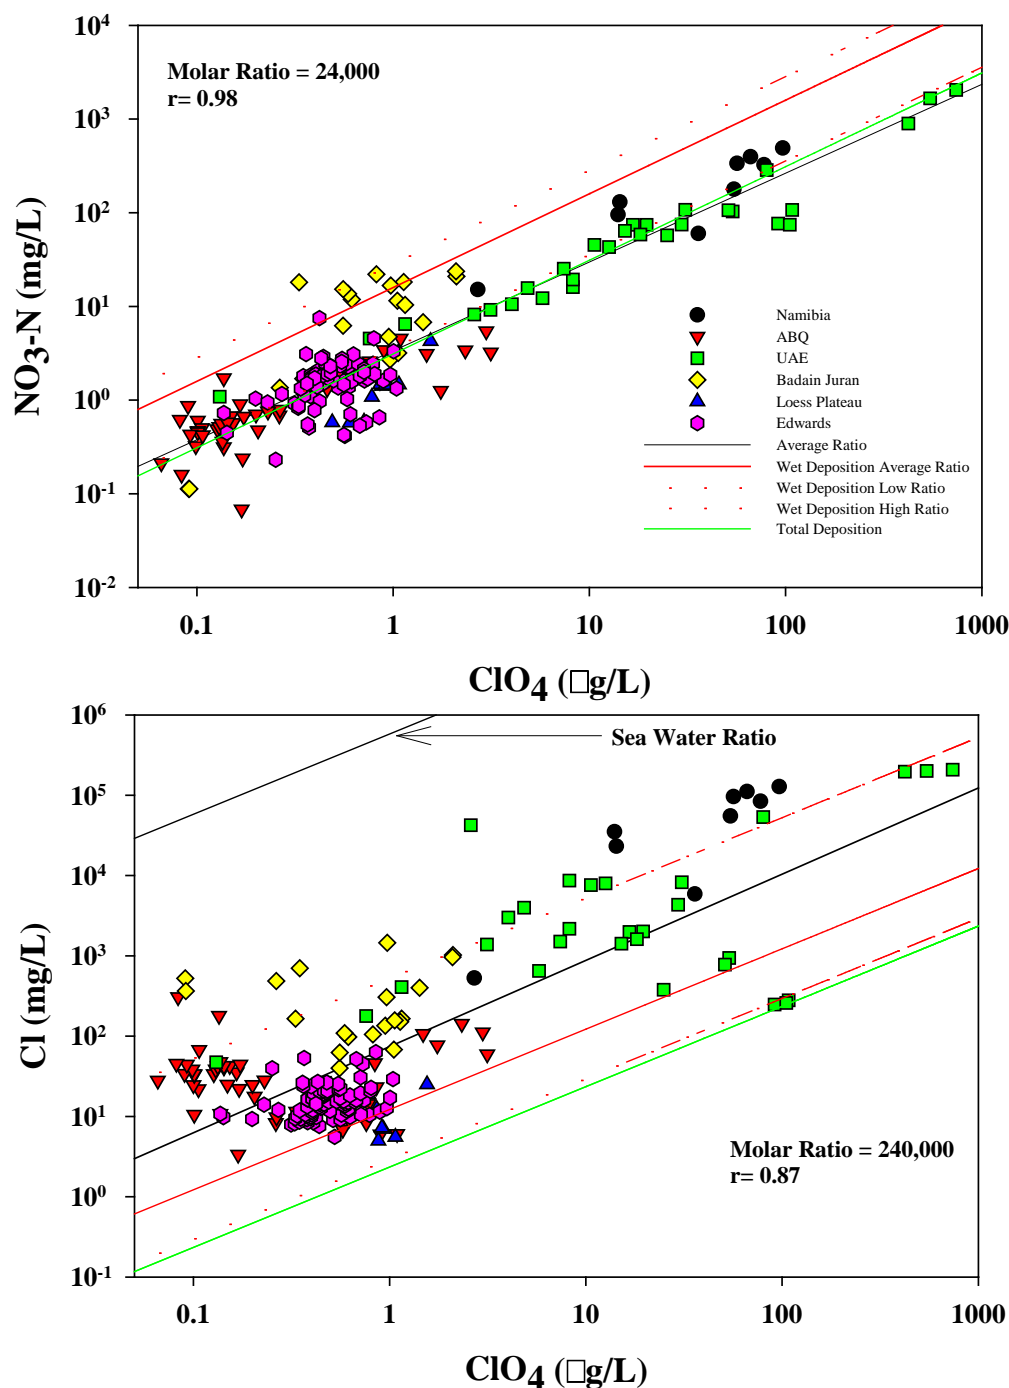 10⁴
Molar Ratio = 24,000
r= 0.98
10³
10²
10¹
10⁰
10⁻¹
10⁻²
NO₃-N (mg/L)
Namibia
ABQ
UAE
Badain Juran
Loess Plateau
Edwards
Average Ratio
Wet Deposition Average Ratio
Wet Deposition Low Ratio
Wet Deposition High Ratio
Total Deposition
0.1 1 10 100 1000
ClO₄ (□g/L)
10⁶
Sea Water Ratio
10⁵
10⁴
10³
10²
10¹
10⁰
10⁻¹
Cl (mg/L)
Molar Ratio = 240,000
r= 0.87
0.1 1 10 100 1000
ClO₄ (□g/L)